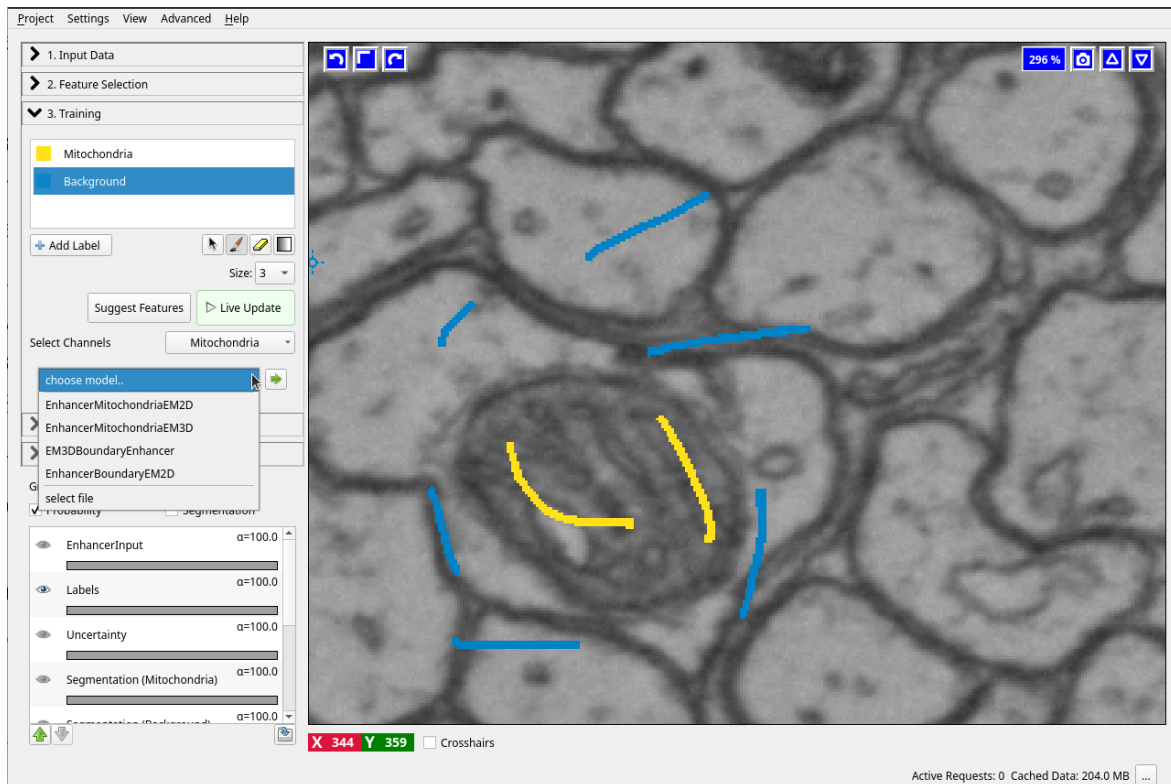 Project Settings View Advanced Help
1. Input Data
2. Feature Selection
3. Training
Mitochondria
Background
+ Add Label
Size: 3
Suggest Features
Live Update
Select Channels Mitochondria
choose model..
EnhancerMitochondriaEM2D
EnhancerMitochondriaEM3D
EM3DBoundaryEnhancer
EnhancerBoundaryEM2D
select file
Probability Segmentation
α=100.0
EnhancerInput
α=100.0
Labels
α=100.0
Uncertainty
α=100.0
Segmentation (Mitochondria)
α=100.0
Segmentation (Background)
296 %
X 344 Y 359 Crosshairs
Active Requests: 0 Cached Data: 204.0 MB ...